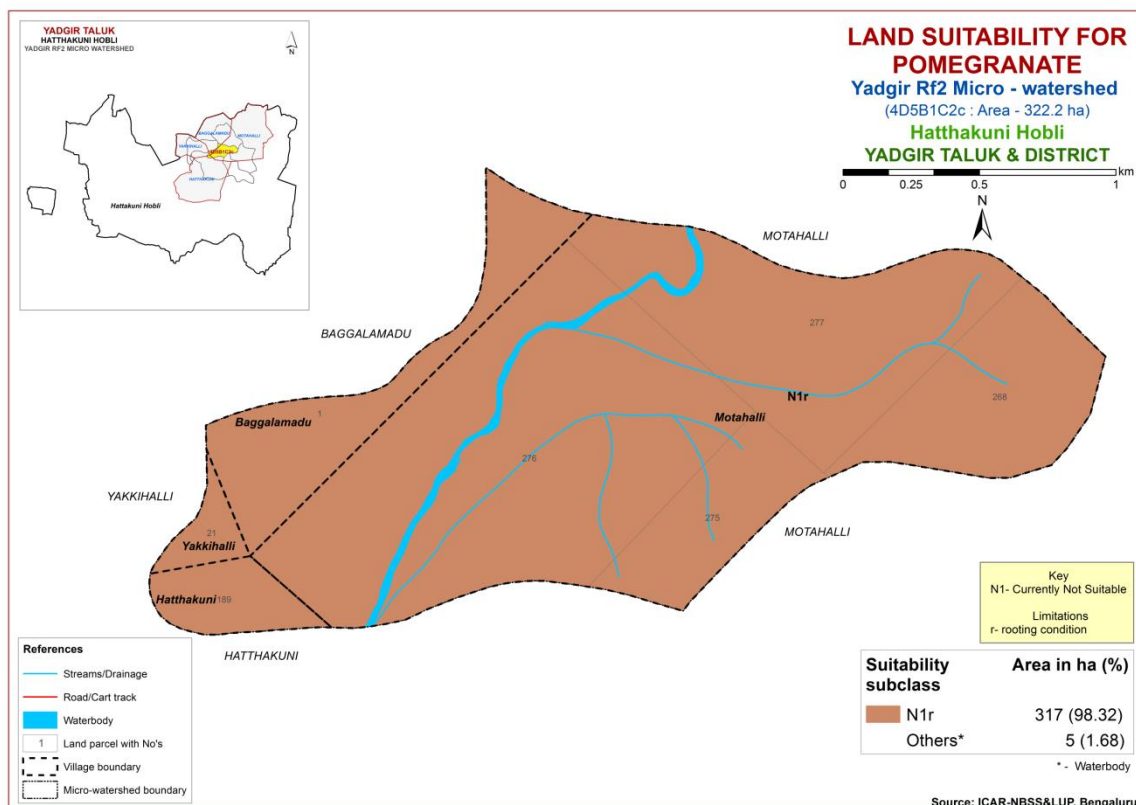 YADGIR TALUK
HATTHAKUNI HOBLI
YADGIR RF2 MICRO WATERSHED
N
BAGGALAMADU
MOTAHALLI
HATTHAKUNI
Hattakuni Hobli
LAND SUITABILITY FOR
POMEGRANATE
Yadgir Rf2 Micro - watershed
(4D5B1C2c : Area - 322.2 ha)
Hatthakuni Hobli
YADGIR TALUK & DISTRICT
km
0 0.25 0.5 1
N
MOTAHALLI
BAGGALAMADU
277
N1r
268
Baggalamadu
1
Motahalli
276
YAKKIHALLI
275
MOTAHALLI
21
Yakkihalli
Hatthakuni 189
HATTHAKUNI
Key
N1- Currently Not Suitable
Limitations
r- rooting condition
References
Streams/Drainage
Road/Cart track
Waterbody
1 Land parcel with No's
Village boundary
Micro-watershed boundary
Suitability subclass Area in ha (%)
N1r 317 (98.32)
Others* 5 (1.68)
* - Waterbody
Source: ICAR-NBSS&LUP, Bengaluru